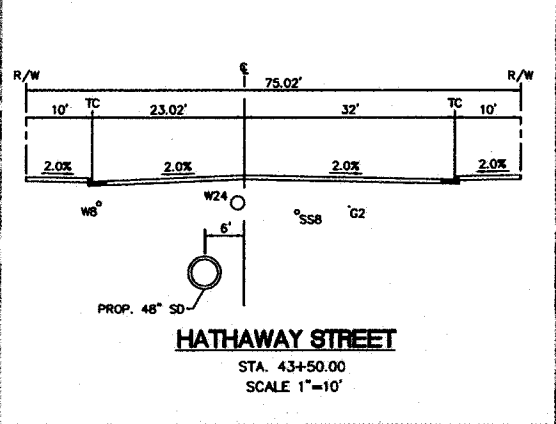 R/W ℄ R/W
75.02'
10' TC 23.02' 32' TC 10'
2.0% 2.0% 2.0% 2.0%
W8 W24 SS8 G2
6'
PROP. 48" SD
HATHAWAY STREET
STA. 43+50.00
SCALE 1"=10'